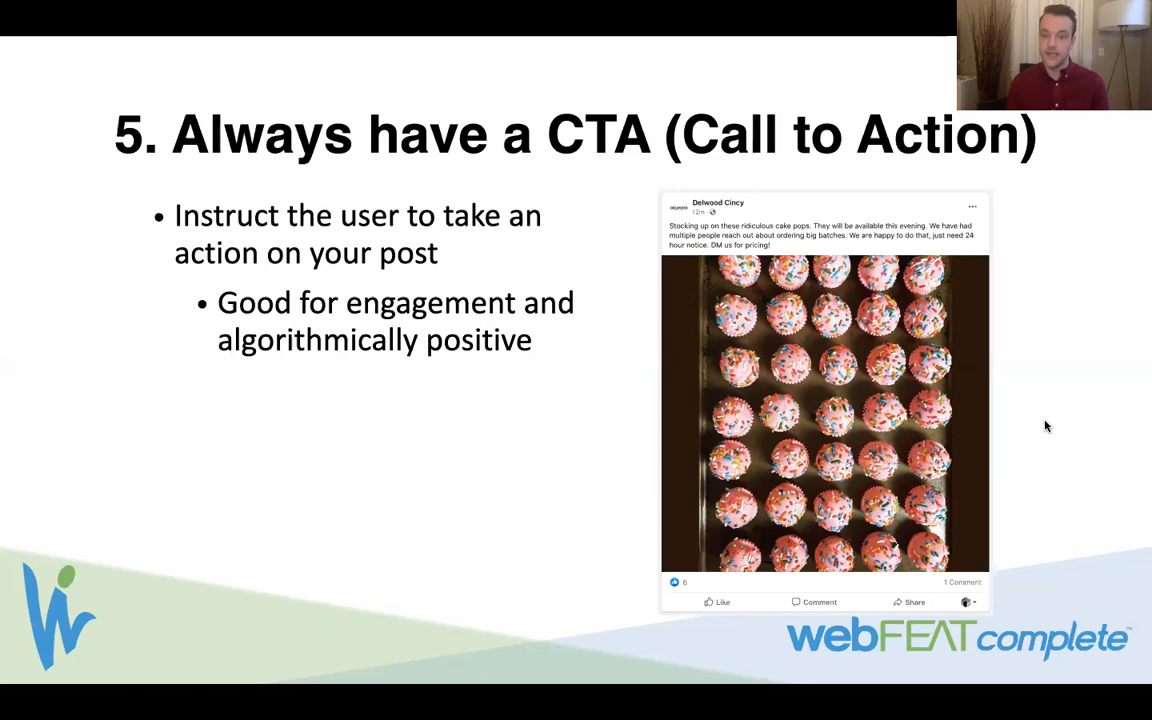 5. Always have a CTA (Call to Action)
• Instruct the user to take an
action on your post
• Good for engagement and
algorithmically positive
DELWOOD
Delwood Cincy
12m
Stocking up on these ridiculous cake pops. They will be available this evening. We have had
multiple people reach out about ordering big batches. We are happy to do that, just need 24
hour notice. DM us for pricing!
6
1 Comment
Like
Comment
Share
webFEAT complete™